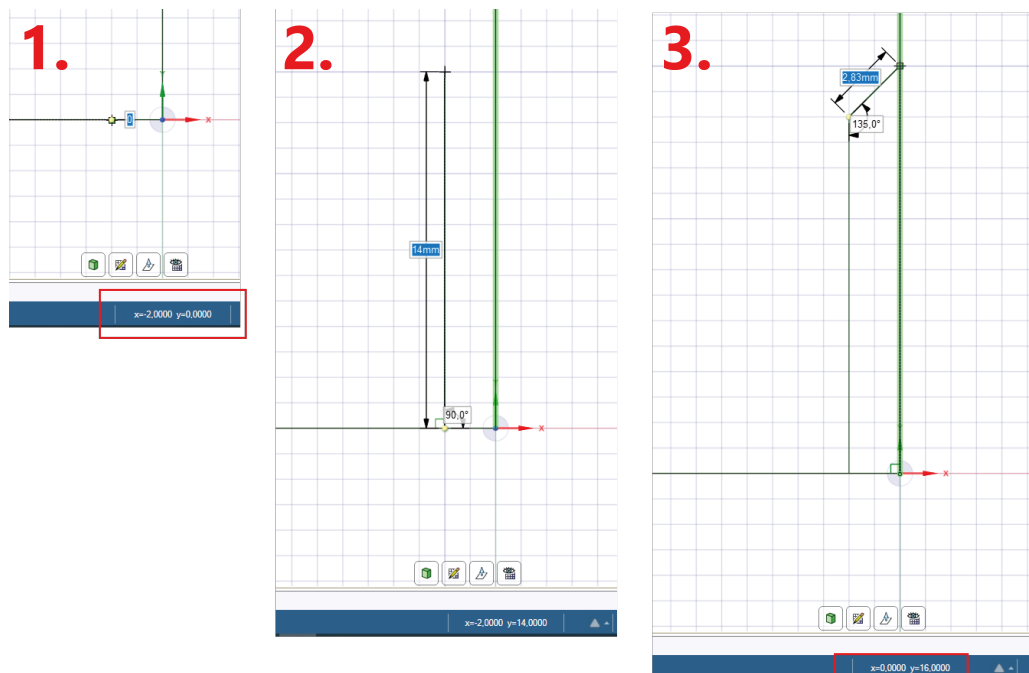 1.
Y
0
x
x=-2,0000 y=0,0000
2.
14mm
90,0°
x
x=-2,0000 y=14,0000
3.
2,83mm
135,0°
x
x=0,0000 y=16,0000